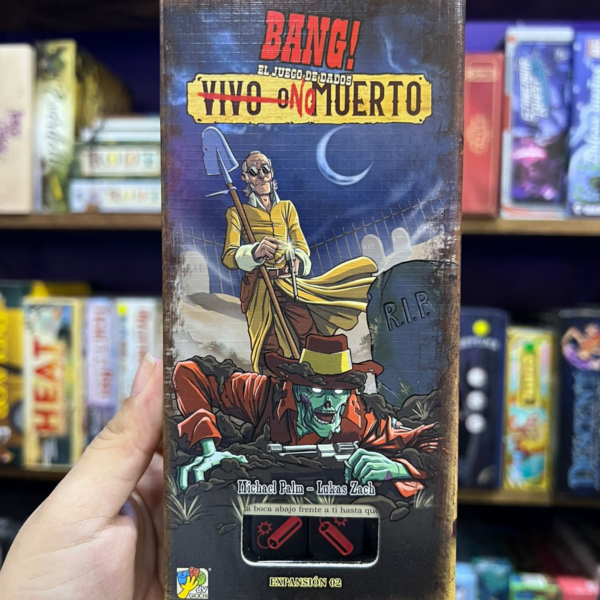 BANG!
EL JUEGO DE DADOS
VIVO O NO MUERTO
R.I.P.
Michael Palm - Lukas Zach
a boca abajo frente a ti hasta que
EXPANSIÓN 02
HEAT